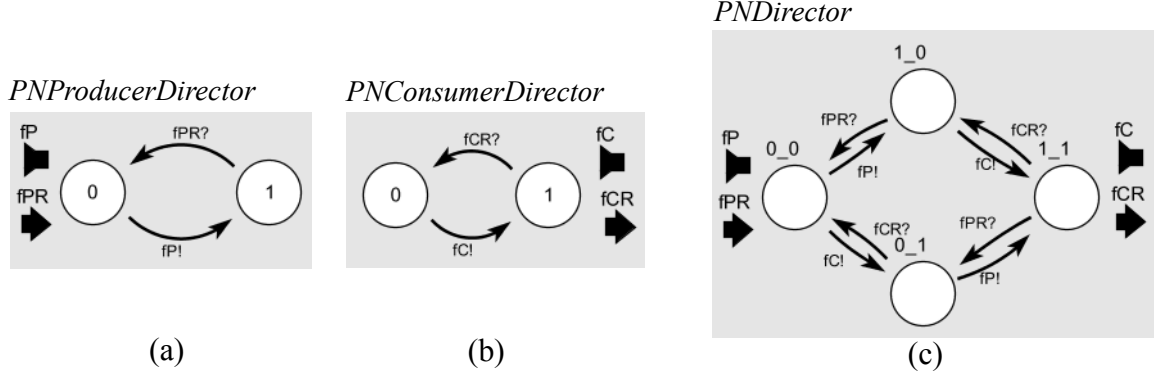 PNProducerDirector
fP
fPR
fPR?
0
1
fP!
(a)
PNConsumerDirector
fCR?
0
1
fC!
fC
fCR
(b)
PNDirector
1_0
fP
fPR
0_0
fPR?
fP!
fCR?
fC!
1_1
fC
fCR
fCR?
fC!
0_1
fPR?
fP!
(c)